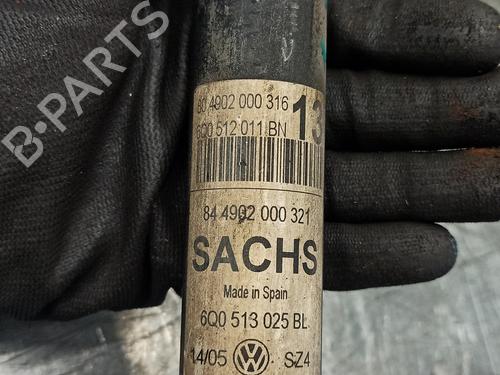 84 4902 000 316
6Q0 512 011 BN
13
84 4902 000 321
SACHS
Made in Spain
6Q0 513 025 BL
14/05 SZ4
B-PARTS